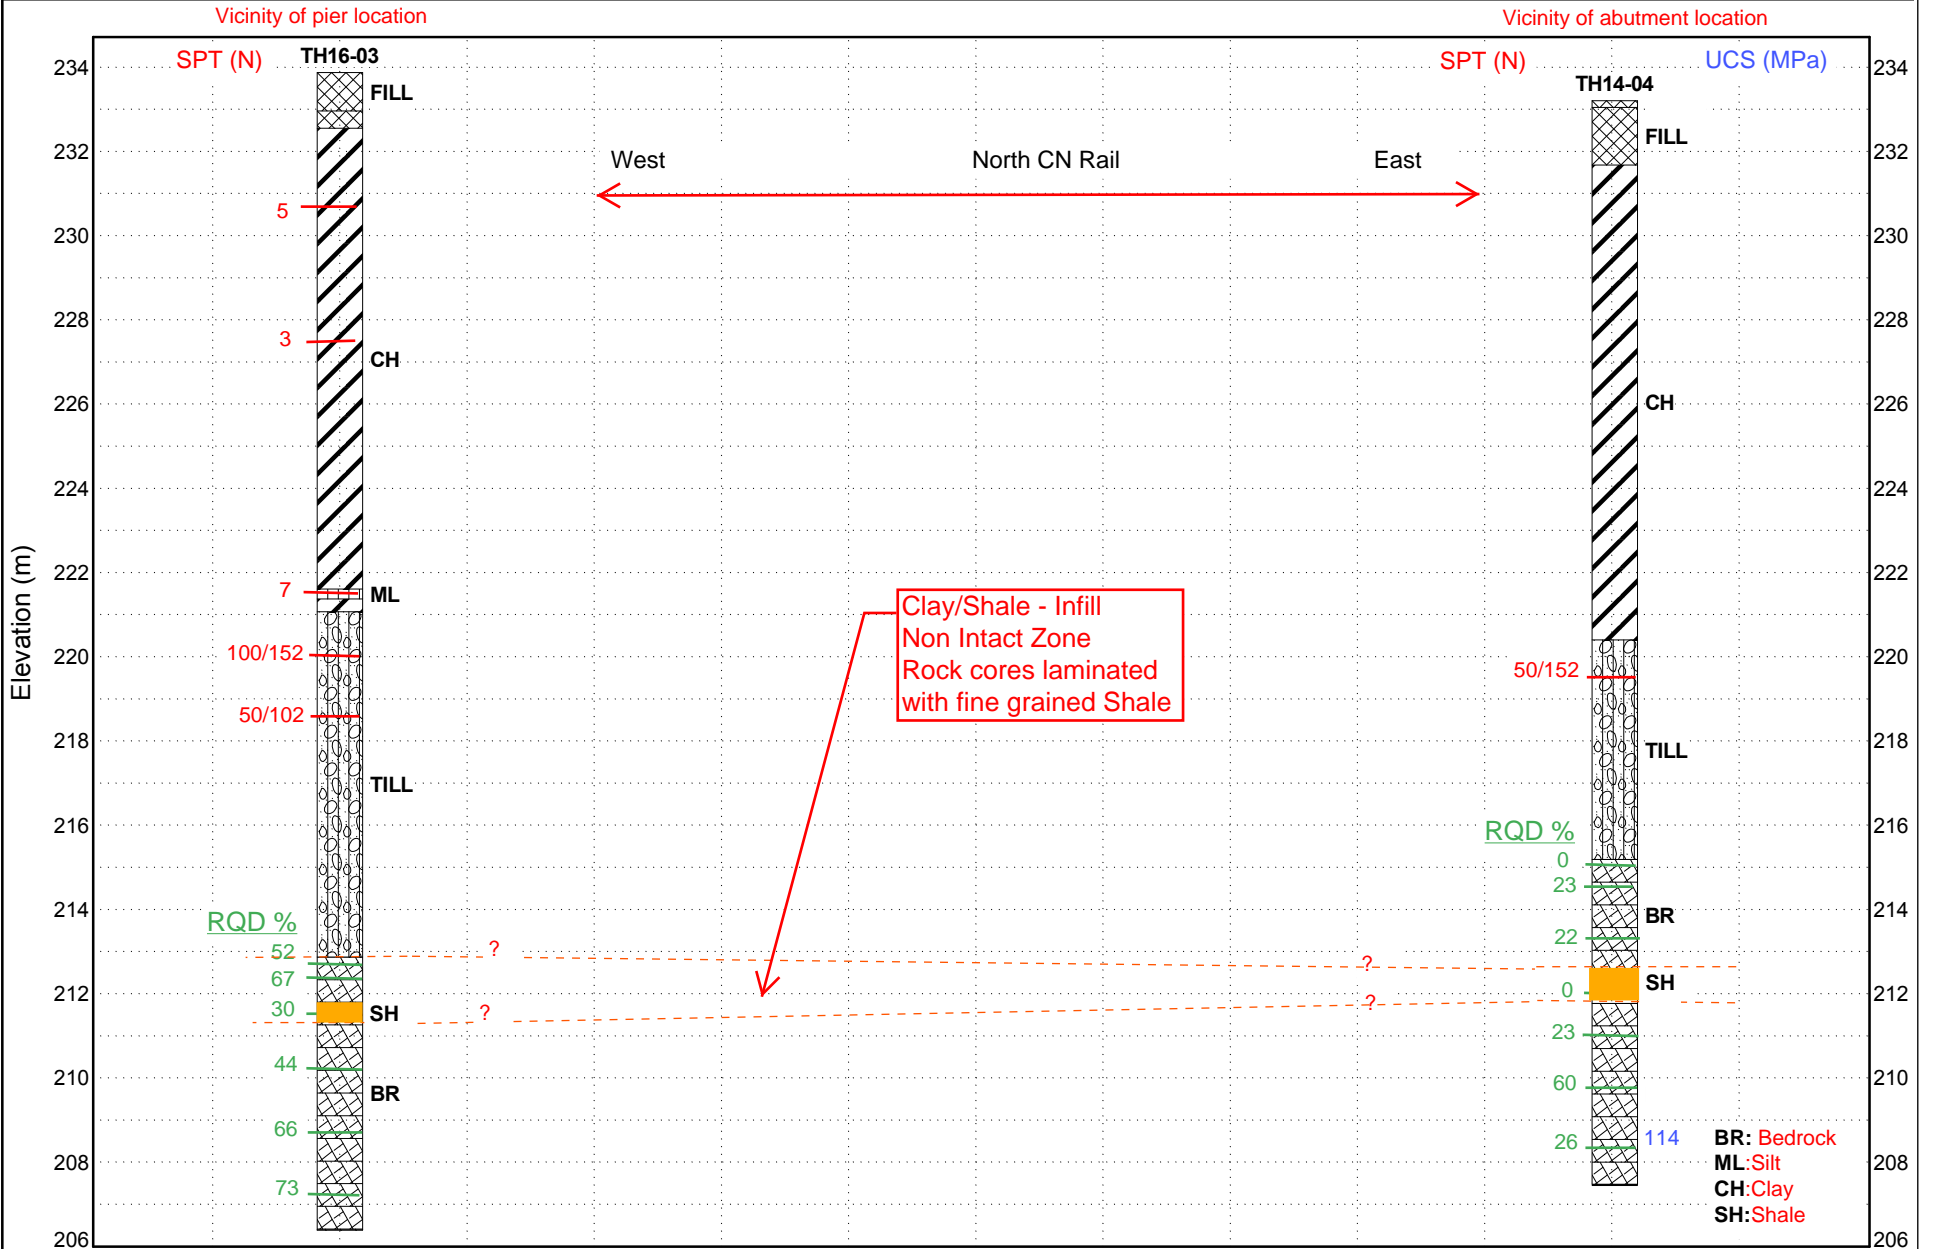 Vicinity of pier location
Vicinity of abutment location
SPT (N)
TH16-03
SPT (N)
TH14-04
UCS (MPa)
234
234
FILL
FILL
232
West
North CN Rail
East
232
5
230
230
228
228
3
CH
226
CH
226
224
224
Elevation (m)
222
222
7
ML
Clay/Shale - Infill
Non Intact Zone
Rock cores laminated
with fine grained Shale
220
100/152
50/152
220
50/102
218
TILL
218
TILL
216
RQD %
216
0
23
214
RQD %
BR
214
52
?
22
?
67
212
30
SH
?
0
?
SH
212
23
44
210
BR
60
210
66
26
114
BR: Bedrock
208
ML:Silt
208
73
CH:Clay
SH:Shale
206
206